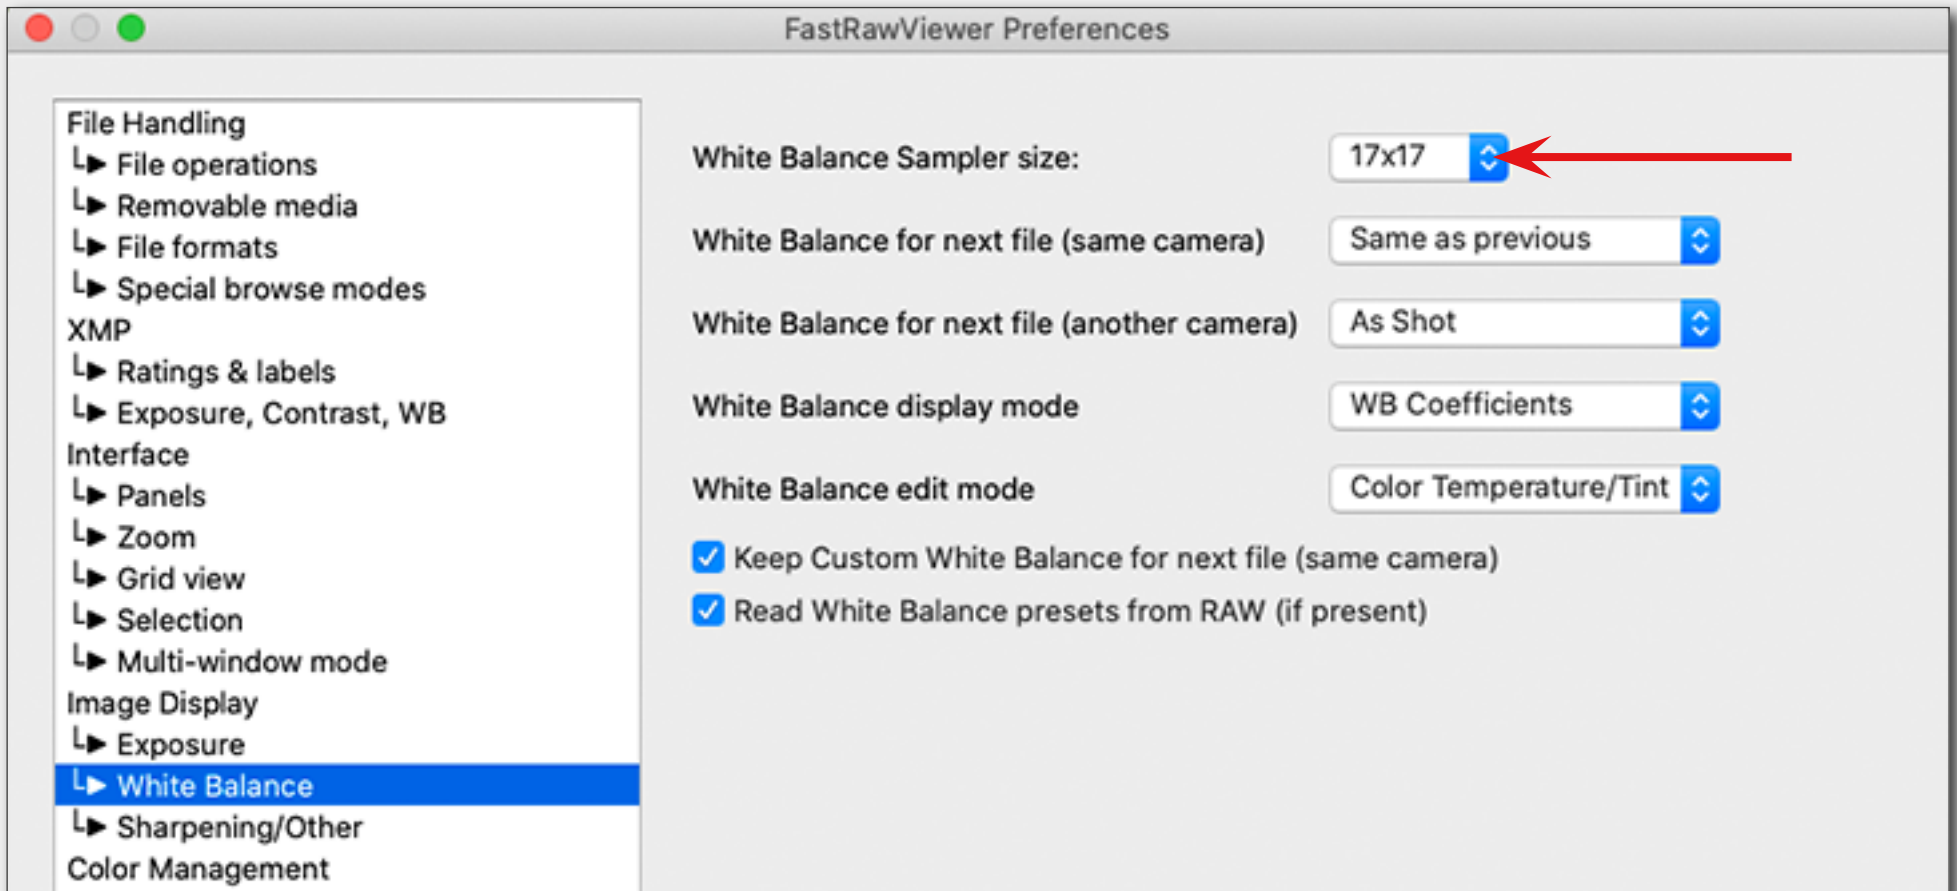 FastRawViewer Preferences
File Handling
File operations
Removable media
File formats
Special browse modes
XMP
Ratings & labels
Exposure, Contrast, WB
Interface
Panels
Zoom
Grid view
Selection
Multi-window mode
Image Display
Exposure
White Balance
Sharpening/Other
Color Management
White Balance Sampler size: 17x17
White Balance for next file (same camera) Same as previous
White Balance for next file (another camera) As Shot
White Balance display mode WB Coefficients
White Balance edit mode Color Temperature/Tint
Keep Custom White Balance for next file (same camera)
Read White Balance presets from RAW (if present)